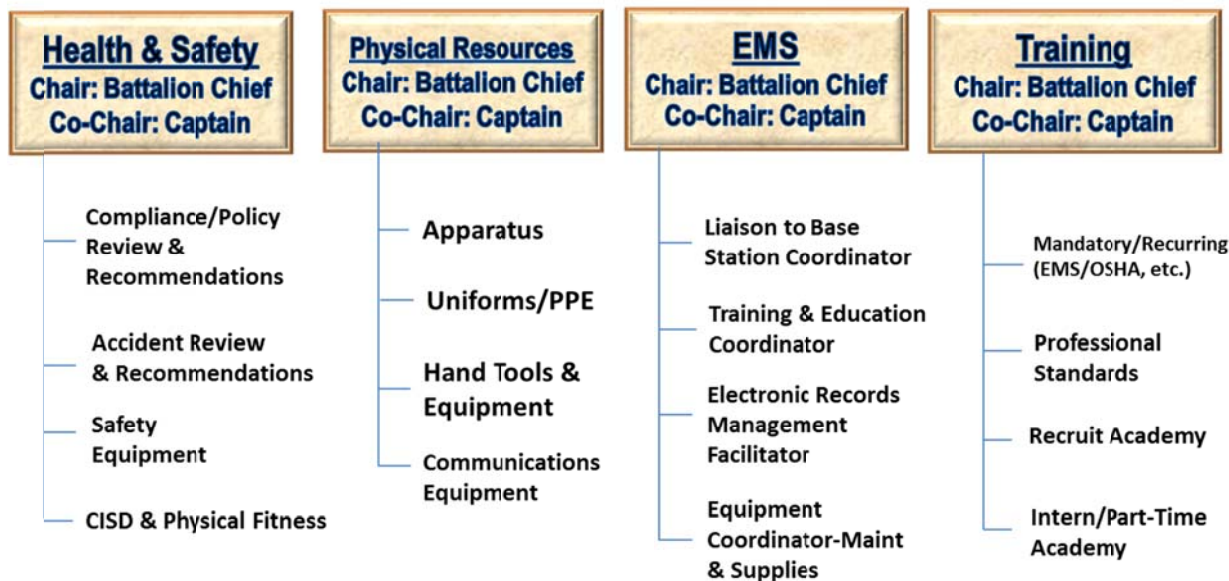 Health & Safety
Chair: Battalion Chief
Co-Chair: Captain
Compliance/Policy
Review &
Recommendations
Accident Review
& Recommendations
Safety
Equipment
CISD & Physical Fitness
Physical Resources
Chair: Battalion Chief
Co-Chair: Captain
Apparatus
Uniforms/PPE
Hand Tools &
Equipment
Communications
Equipment
EMS
Chair: Battalion Chief
Co-Chair: Captain
Liaison to Base
Station Coordinator
Training & Education
Coordinator
Electronic Records
Management
Facilitator
Equipment
Coordinator-Maint
& Supplies
Training
Chair: Battalion Chief
Co-Chair: Captain
Mandatory/Recurring
(EMS/OSHA, etc.)
Professional
Standards
Recruit Academy
Intern/Part-Time
Academy